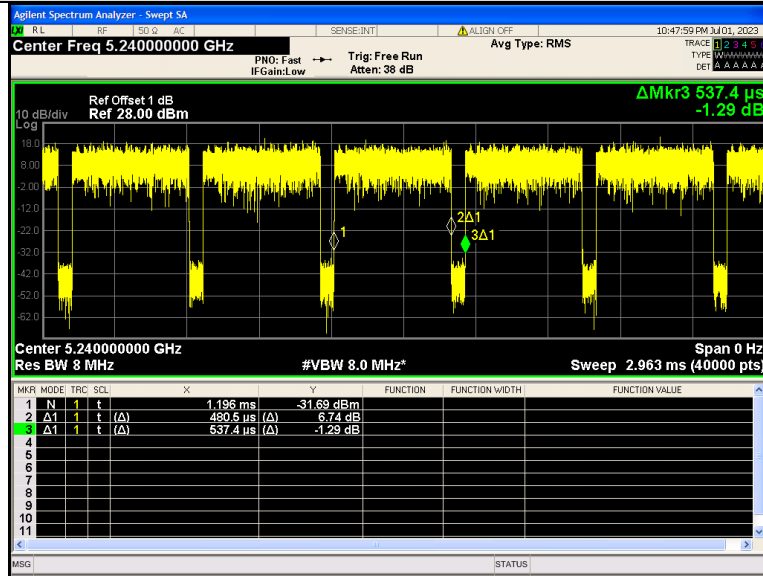 Agilent Spectrum Analyzer - Swept SA
LXI RL RF 50 Ω AC SENSE:INT ALIGN OFF 10:47:59 PM Jul 01, 2023
Center Freq 5.240000000 GHz Avg Type: RMS TRACE 1 2 3 4 5
PNO: Fast Trig: Free Run TYPE W
IFGain:Low Atten: 38 dB DET A A A A A
ΔMkr3 537.4 µs
Ref Offset 1 dB
10 dB/div Ref 28.00 dBm -1.29 dB
Log
18.0
8.00
-2.00
-12.0
-22.0
-32.0
-42.0
-52.0
-62.0
1
2Δ1
3Δ1
Center 5.240000000 GHz Span 0 Hz
Res BW 8 MHz #VBW 8.0 MHz* Sweep 2.963 ms (40000 pts)
MKR MODE TRC SCL X Y FUNCTION FUNCTION WIDTH FUNCTION VALUE
1 N 1 t 1.196 ms -31.69 dBm
2 Δ1 1 t (Δ) 480.5 µs (Δ) 6.74 dB
3 Δ1 1 t (Δ) 537.4 µs (Δ) -1.29 dB
4
5
6
7
8
9
10
11
MSG STATUS